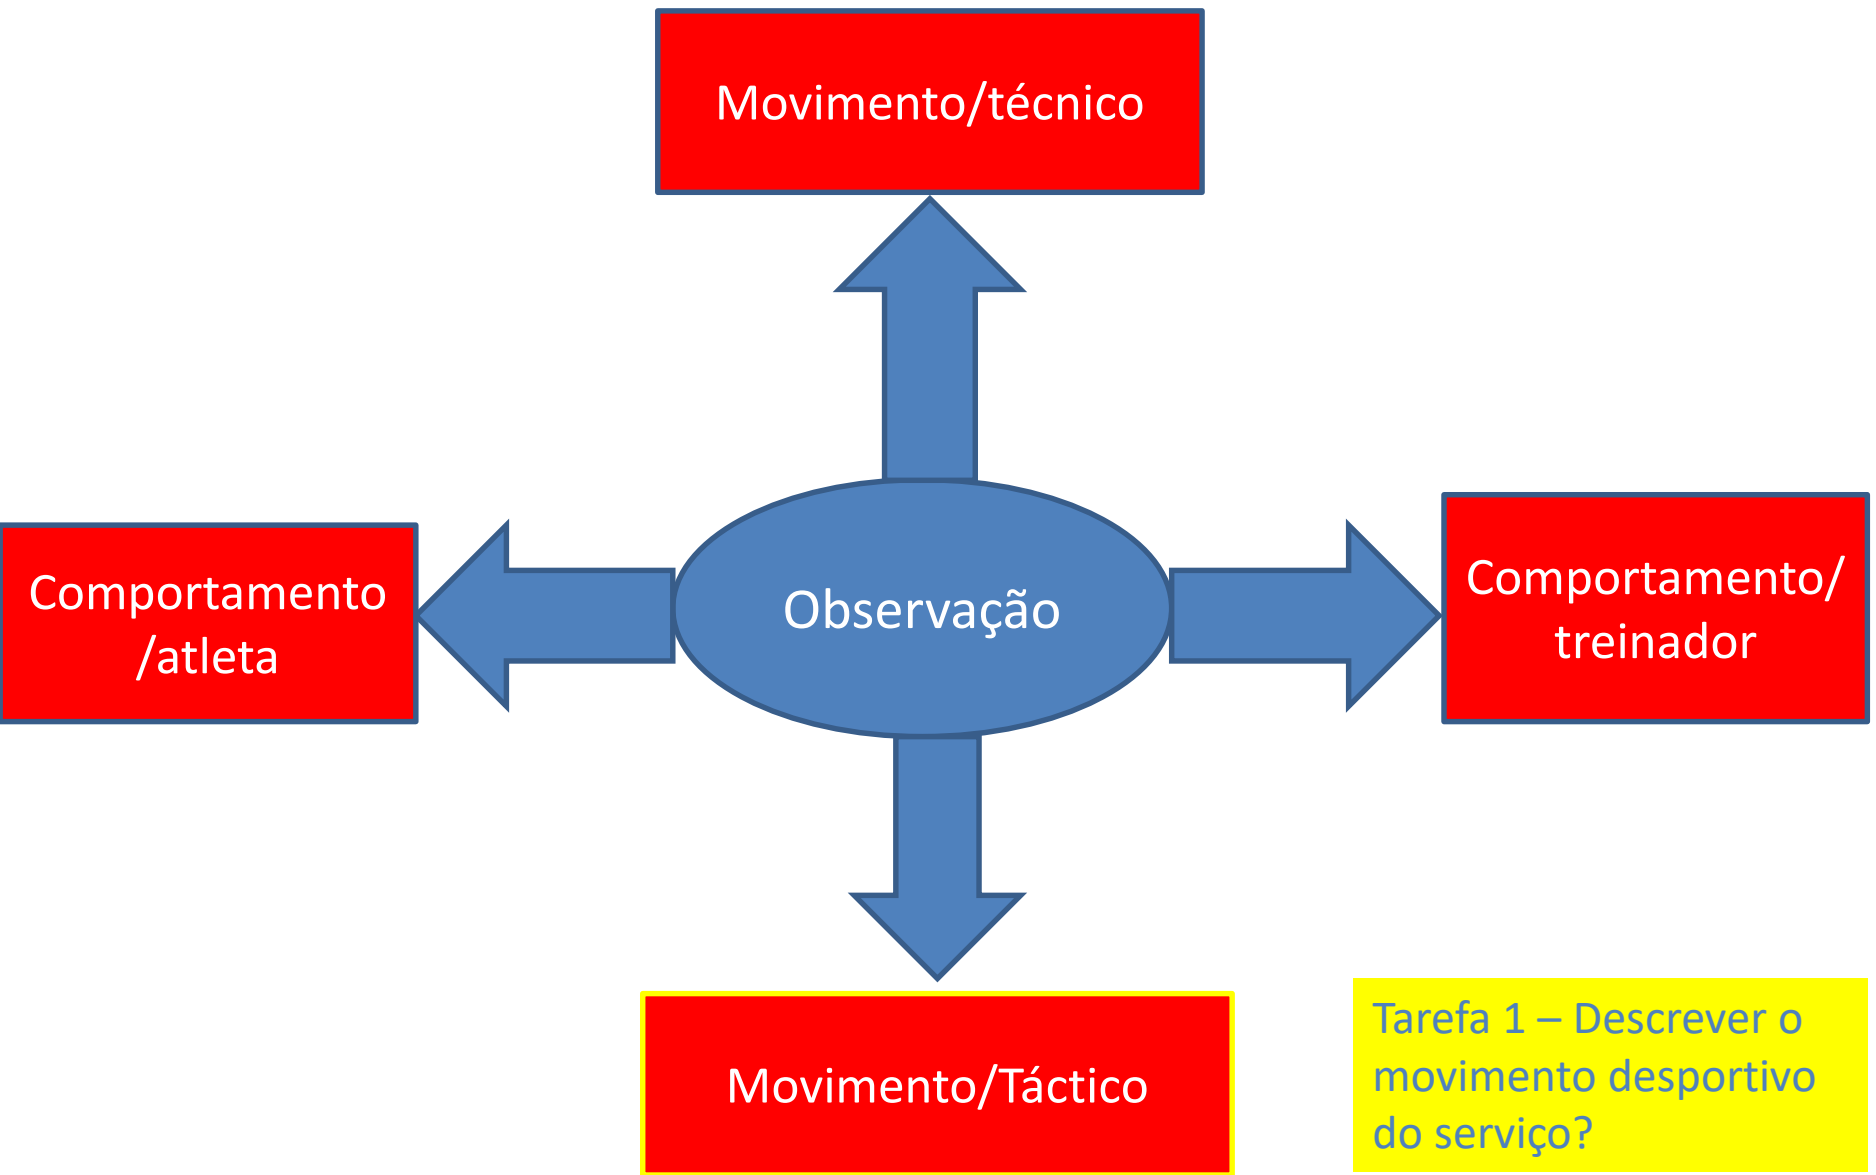 Movimento/técnico
Comportamento
/atleta
Observação
Comportamento/
treinador
Movimento/Táctico
Tarefa 1 – Descrever o
movimento desportivo
do serviço?